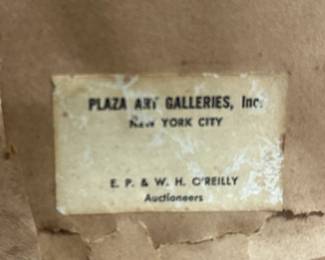 PLAZA ART GALLERIES, Inc.
NEW YORK CITY
E. P. & W. H. O'REILLY
Auctioneers